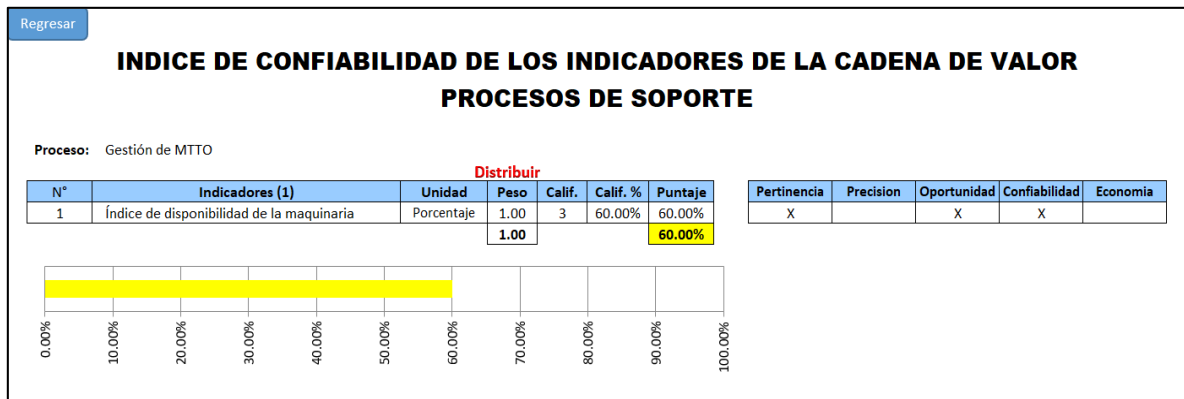 Regresar
INDICE DE CONFIABILIDAD DE LOS INDICADORES DE LA CADENA DE VALOR
PROCESOS DE SOPORTE
Proceso: Gestión de MTTO
Distribuir
N° Indicadores (1) Unidad Peso Calif. Calif. % Puntaje Pertinencia Precision Oportunidad Confiabilidad Economia
1 Índice de disponibilidad de la maquinaria Porcentaje 1.00 3 60.00% 60.00% X X X
1.00 60.00%
0.00% 10.00% 20.00% 30.00% 40.00% 50.00% 60.00% 70.00% 80.00% 90.00% 100.00%